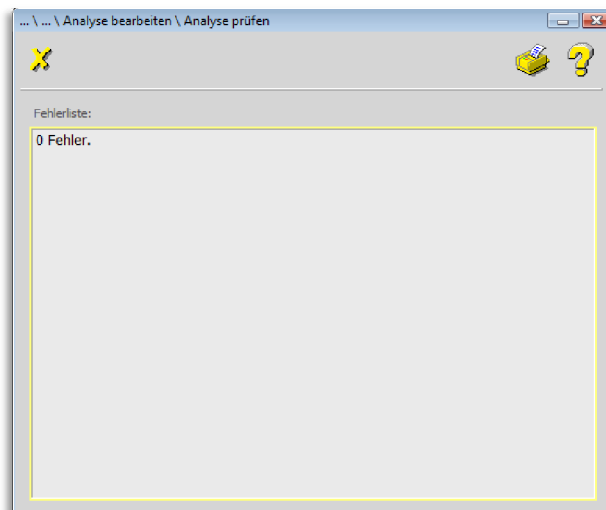 ... \ ... \ Analyse bearbeiten \ Analyse prüfen
Fehlerliste:
0 Fehler.